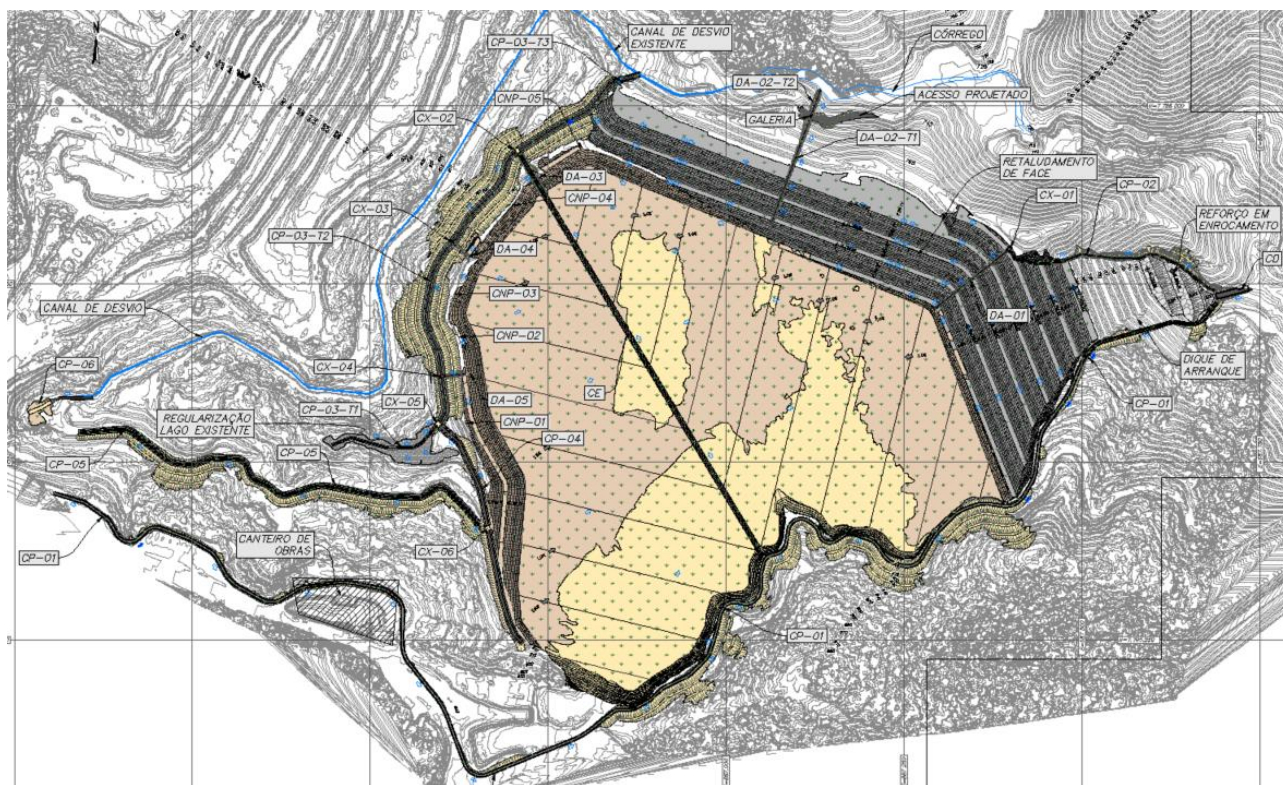 CANAL DE DESVIO
EXISTENTE
CÓRREGO
CP-03-T3
DA-02-T2
ACESSO PROJETADO
CNP-05
GALERIA
CX-02
DA-02-T1
RETALUDAMENTO
DE FACE
DA-03
CX-01
CP-02
CNP-04
CX-03
REFORÇO EM
ENROCAMENTO
CP-03-T2
DA-04
CD
CNP-03
CANAL DE DESVIO
DA-01
CNP-02
CP-06
CX-04
DIQUE DE
ARRANQUE
CE
CX-05
CP-03-T1
DA-05
CP-01
REGULARIZAÇÃO
LAGO EXISTENTE
CNP-01
CP-04
CP-05
CP-05
CANTEIRO DE
OBRAS
CX-06
CP-01
CP-01